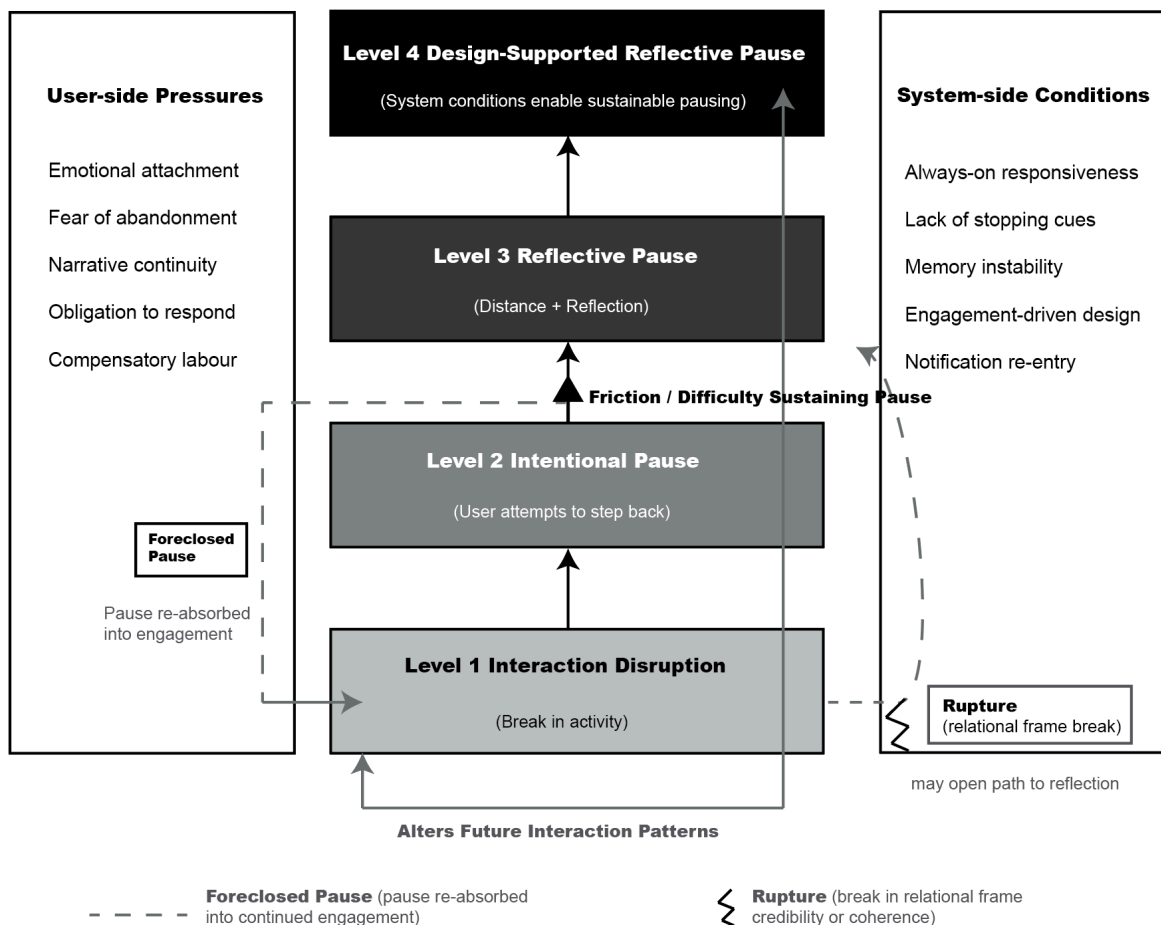 User-side Pressures
Emotional attachment
Fear of abandonment
Narrative continuity
Obligation to respond
Compensatory labour
Foreclosed
Pause
Pause re-absorbed
into engagement
Level 4 Design-Supported Reflective Pause
(System conditions enable sustainable pausing)
Level 3 Reflective Pause
(Distance + Reflection)
Friction / Difficulty Sustaining Pause
Level 2 Intentional Pause
(User attempts to step back)
Level 1 Interaction Disruption
(Break in activity)
Alters Future Interaction Patterns
System-side Conditions
Always-on responsiveness
Lack of stopping cues
Memory instability
Engagement-driven design
Notification re-entry
Rupture
(relational frame break)
may open path to reflection
Foreclosed Pause (pause re-absorbed
into continued engagement)
Rupture (break in relational frame
credibility or coherence)